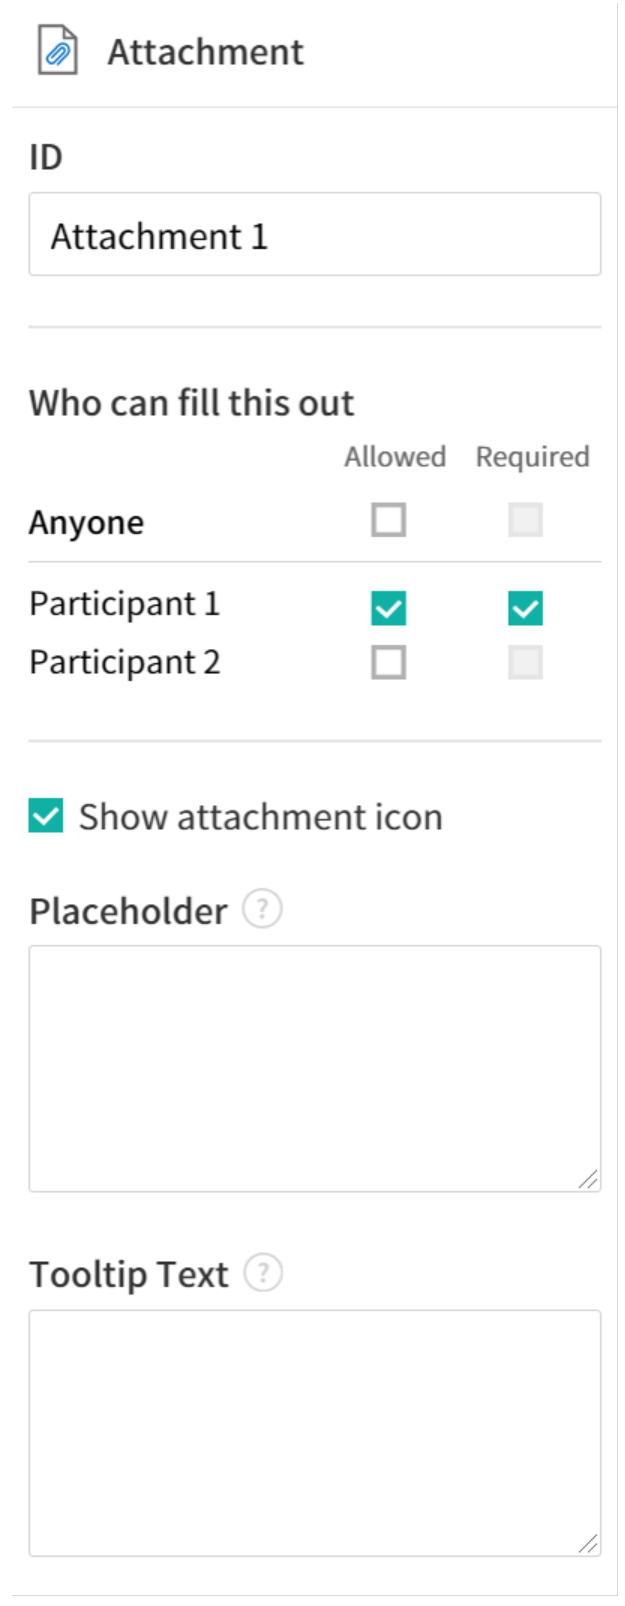 Attachment
ID
Attachment 1
Who can fill this out
Allowed Required
Anyone
Participant 1
Participant 2
Show attachment icon
Placeholder ?
Tooltip Text ?